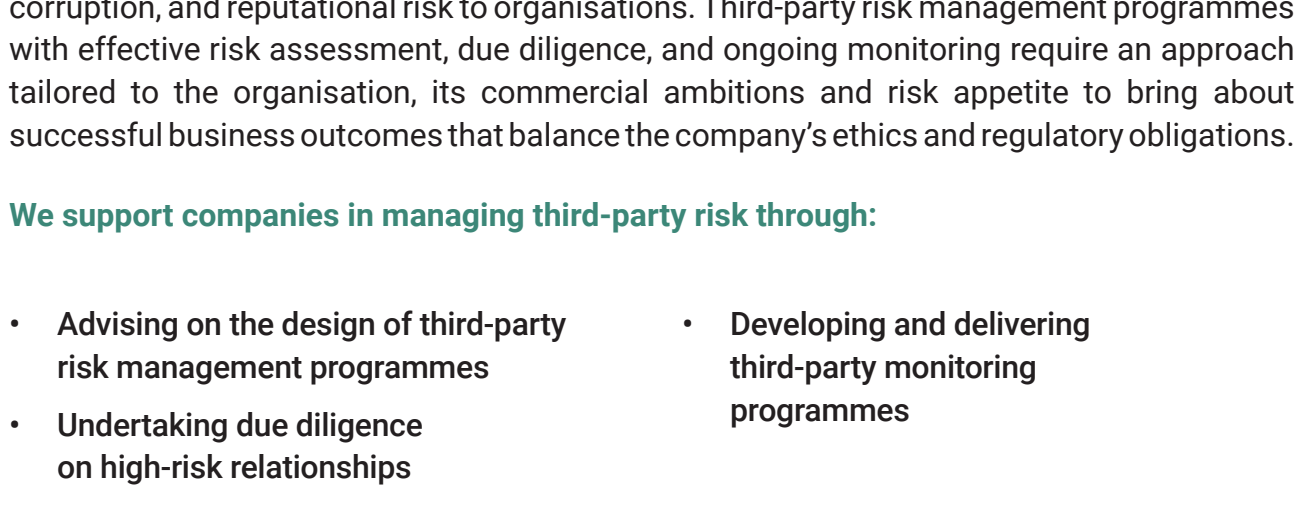 corruption, and reputational risk to organisations. Third-party risk management programmes
with effective risk assessment, due diligence, and ongoing monitoring require an approach
tailored to the organisation, its commercial ambitions and risk appetite to bring about
successful business outcomes that balance the company’s ethics and regulatory obligations.
We support companies in managing third-party risk through:
• Advising on the design of third-party
risk management programmes
• Undertaking due diligence
on high-risk relationships
• Developing and delivering
third-party monitoring
programmes